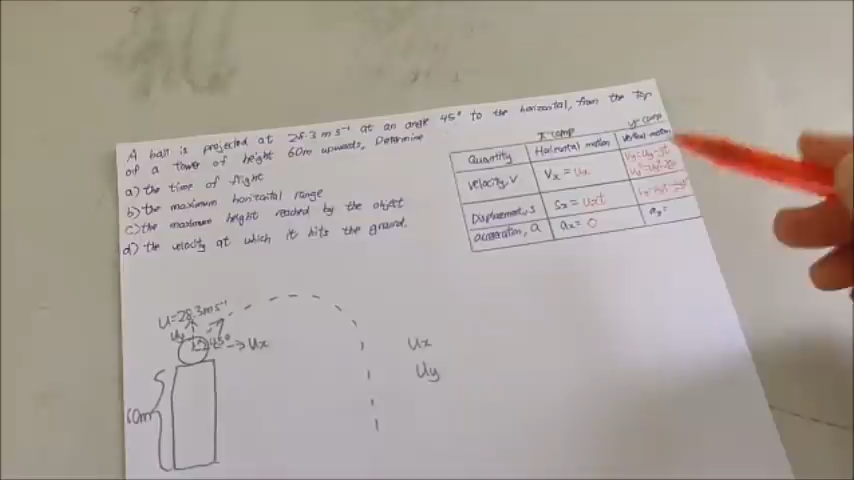 A ball is projected at 28.3 m s⁻¹ at an angle 45° to the horizontal, from the top
of a tower of height 60m upwards, Determine
a) the time of flight
b) the maximum horizontal range
c) the maximum height reached by the object
d) the velocity at which it hits the ground.
x-comp y-comp
Quantity Horizontal motion Vertical motion
Velocity, V Vx = Ux
Displacement, s Sx = Uxt
acceleration, a ax = 0 ay =
U=28.3ms⁻¹
Uy
45° Ux
60m
Ux
Uy